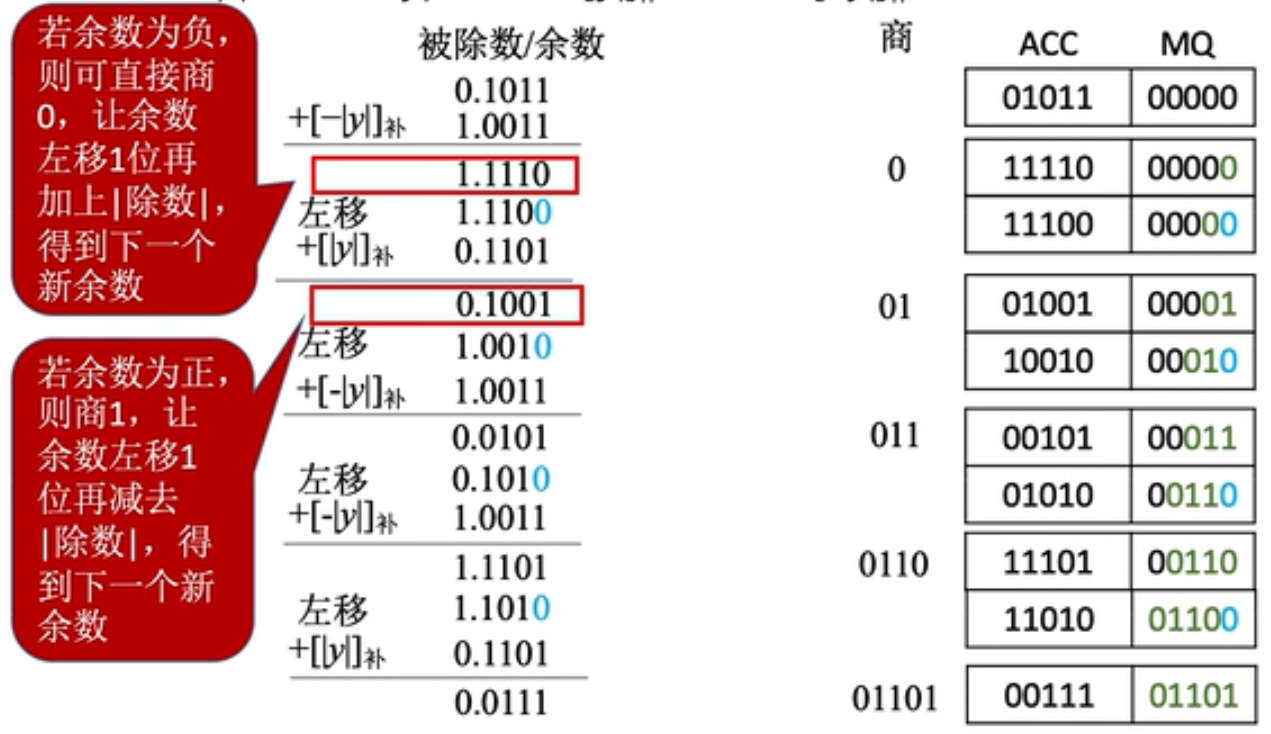 若余数为负，
则可直接商
0，让余数
左移1位再
加上|除数|，
得到下一个
新余数
若余数为正，
则商1，让
余数左移1
位再减去
|除数|，得
到下一个新
余数
被除数/余数
0.1011
+[−|y|]补 1.0011
1.1110
左移 1.1100
+[|y|]补 0.1101
0.1001
左移 1.0010
+[-|y|]补 1.0011
0.0101
左移 0.1010
+[-|y|]补 1.0011
1.1101
左移 1.1010
+[|y|]补 0.1101
0.0111
商 ACC MQ
01011 00000
0 11110 00000
11100 00000
01 01001 00001
10010 00010
011 00101 00011
01010 00110
0110 11101 00110
11010 01100
01101 00111 01101